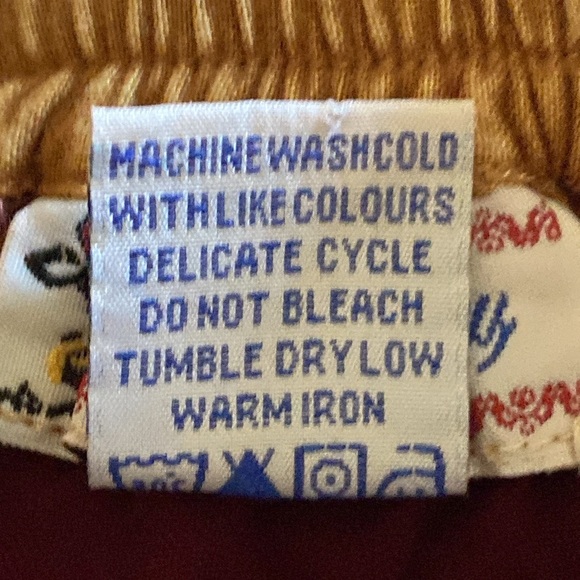 MACHINE WASH COLD
WITH LIKE COLOURS
DELICATE CYCLE
DO NOT BLEACH
TUMBLE DRY LOW
WARM IRON